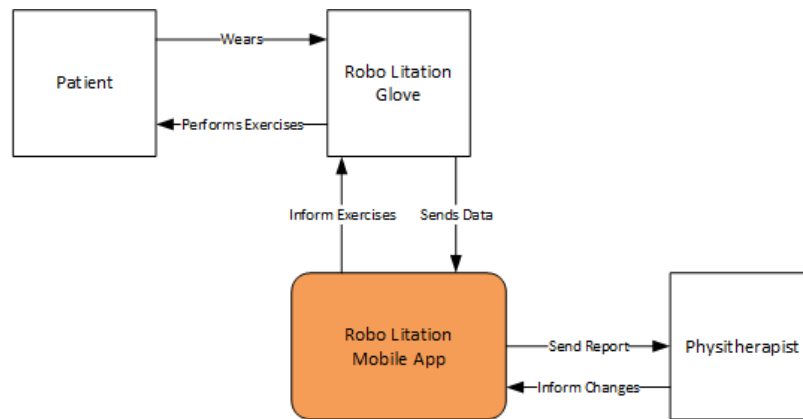 Wears
Patient
Robo Litation
Glove
Performs Exercises
Inform Exercises
Sends Data
Robo Litation
Mobile App
Send Report
Physitherapist
Inform Changes